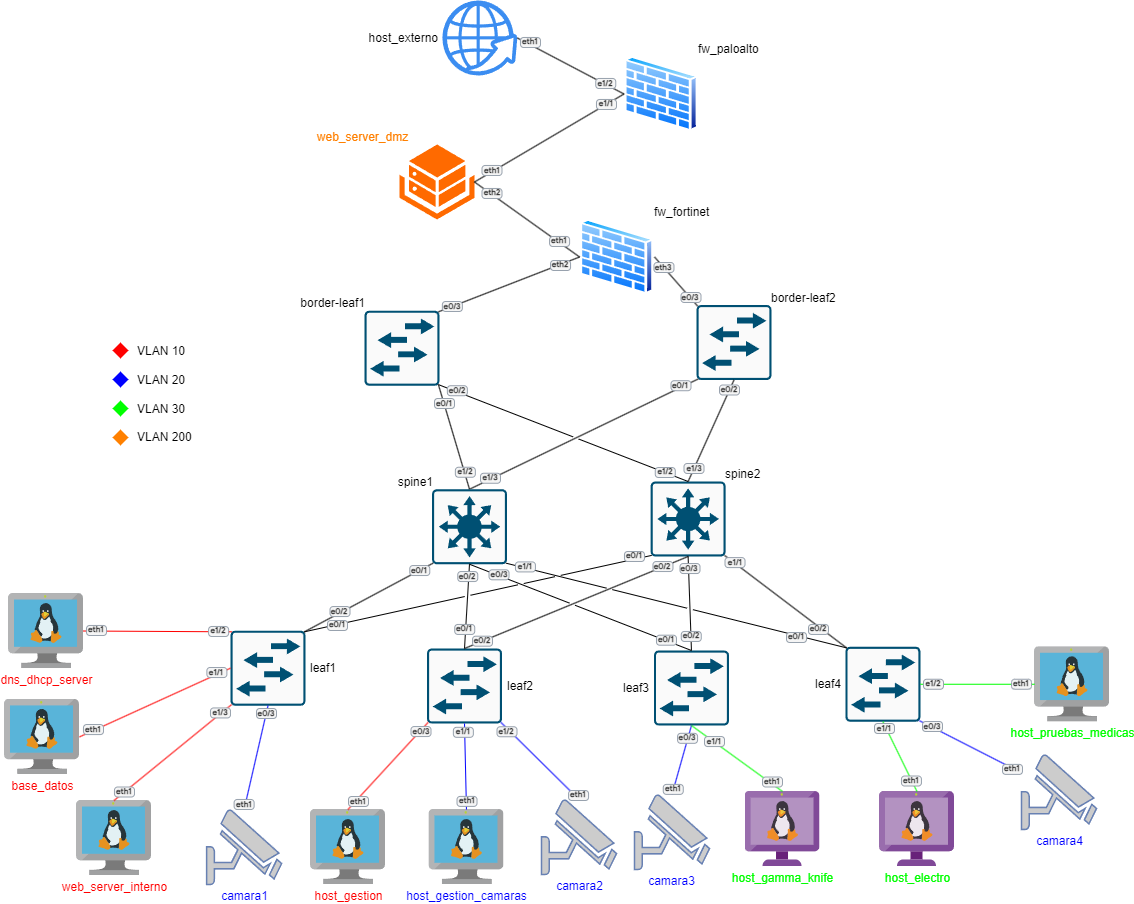 host_externo
eth1
fw_paloalto
e1/2
e1/1
web_server_dmz
eth1
eth2
fw_fortinet
eth1
eth2
eth3
border-leaf1
e0/3
e0/3
border-leaf2
VLAN 10
VLAN 20
VLAN 30
VLAN 200
e0/1
e0/2
e0/1
e0/2
spine1
e1/2
e1/3
e1/2
e1/3
spine2
e0/1
e0/2
e0/3
e1/1
e0/1
e0/2
e0/3
e1/1
eth1
e1/2
e0/2
e0/1
e0/1
e0/2
e0/1
e0/2
e0/1
e0/2
dns_dhcp_server
e1/1
leaf1
leaf2
leaf3
leaf4
e1/2
eth1
eth1
e1/3
e0/3
e0/3
e1/1
e1/2
e0/3
e1/1
e1/1
e0/3
host_pruebas_medicas
base_datos
eth1
eth1
eth1
eth1
eth1
eth1
eth1
eth1
eth1
web_server_interno
camara1
host_gestion
host_gestion_camaras
camara2
camara3
host_gamma_knife
host_electro
camara4